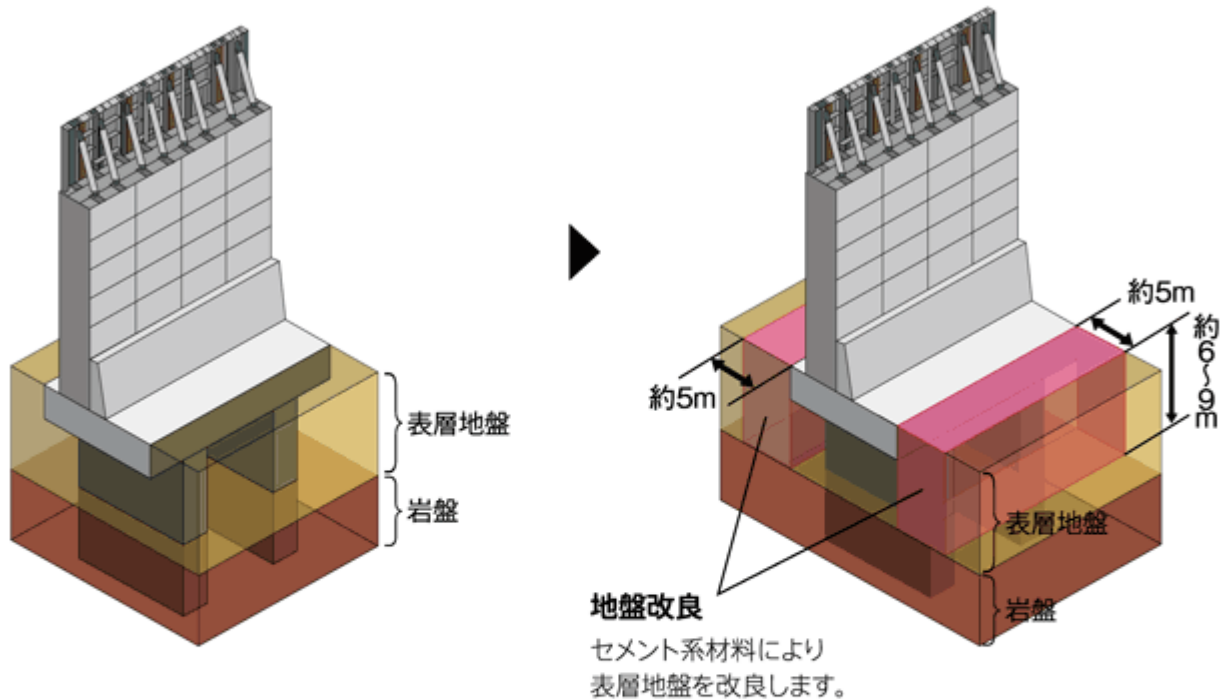 表層地盤
岩盤
約5m
約6〜9m
約5m
表層地盤
岩盤
地盤改良
セメント系材料により
表層地盤を改良します。